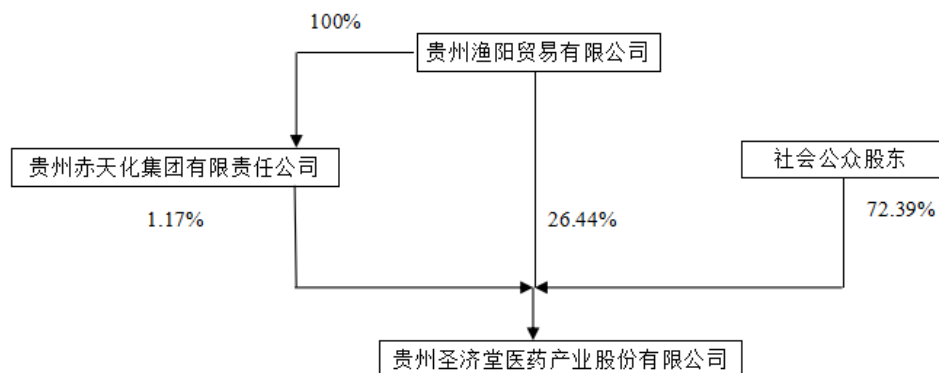 100%
贵州渔阳贸易有限公司
贵州赤天化集团有限责任公司
社会公众股东
1.17%
26.44%
72.39%
贵州圣济堂医药产业股份有限公司